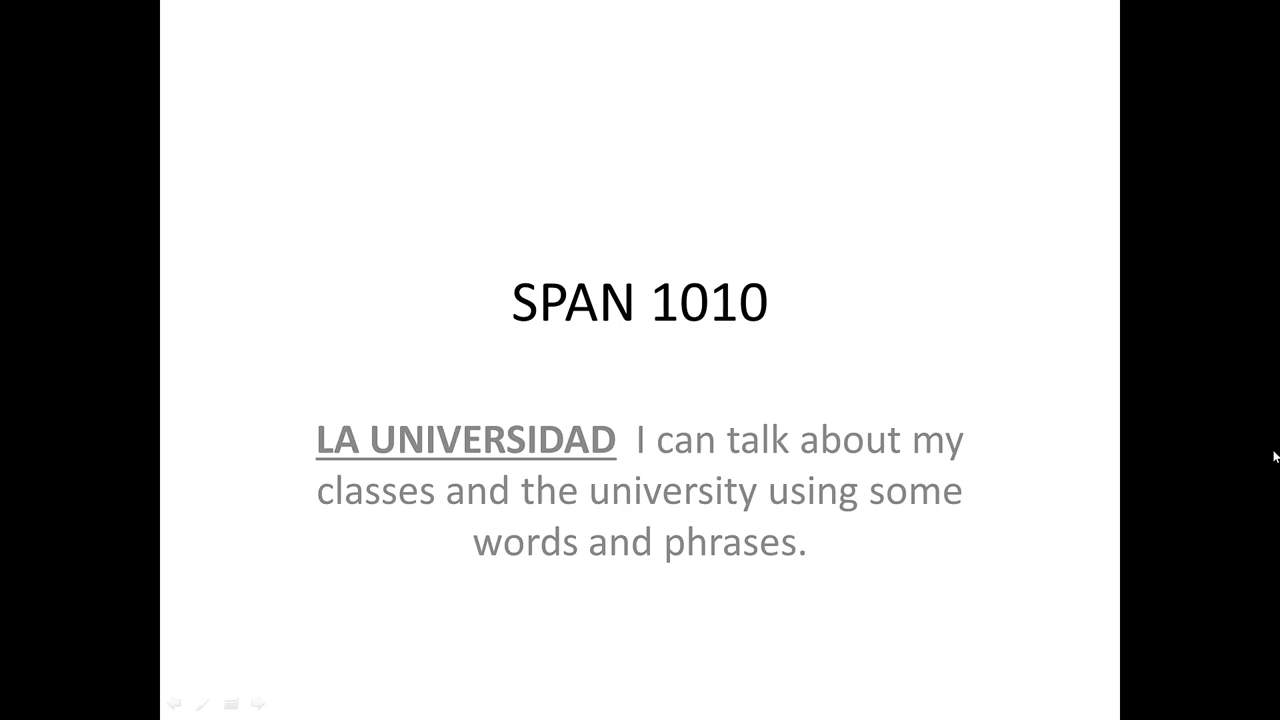 SPAN 1010
LA UNIVERSIDAD I can talk about my
classes and the university using some
words and phrases.